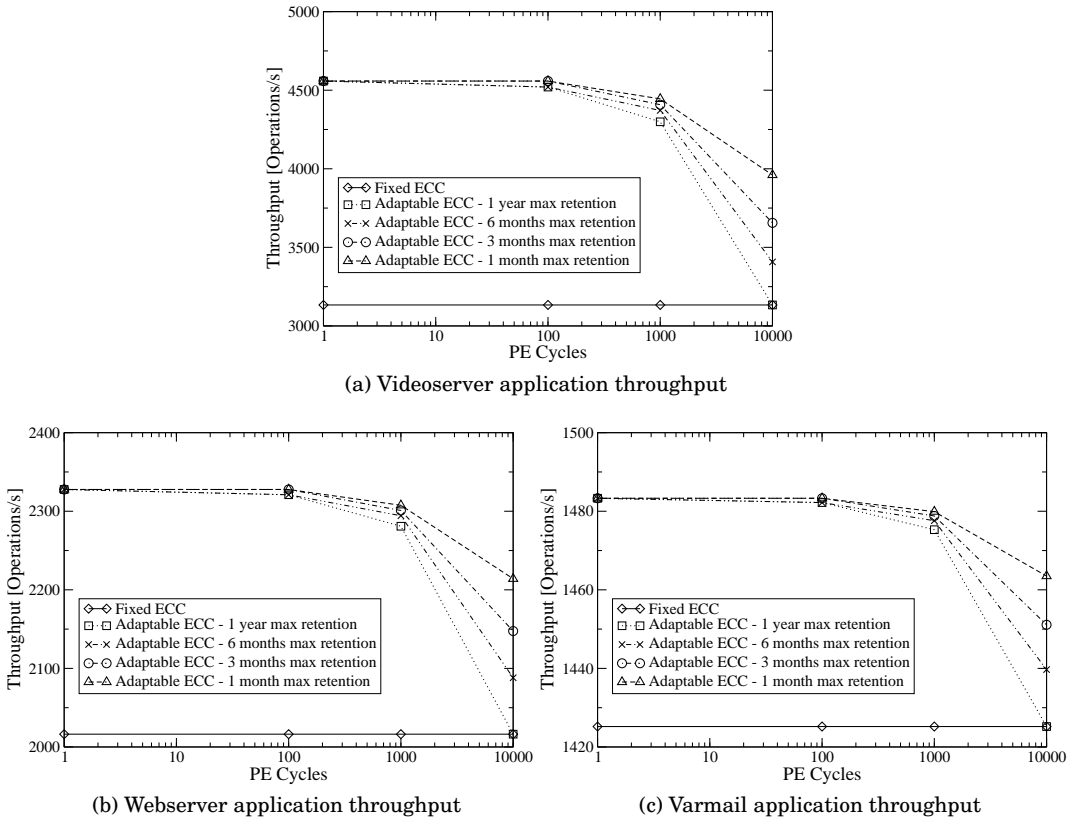 5000
4500
4000
3500
3000
Throughput [Operations/s]
Fixed ECC
Adaptable ECC - 1 year max retention
Adaptable ECC - 6 months max retention
Adaptable ECC - 3 months max retention
Adaptable ECC - 1 month max retention
1 10 100 1000 10000
PE Cycles
(a) Videoserver application throughput
2400
2300
2200
2100
2000
Throughput [Operations/s]
Fixed ECC
Adaptable ECC - 1 year max retention
Adaptable ECC - 6 months max retention
Adaptable ECC - 3 months max retention
Adaptable ECC - 1 month max retention
1 10 100 1000 10000
PE Cycles
(b) Webserver application throughput
1500
1480
1460
1440
1420
Throughput [Operations/s]
Fixed ECC
Adaptable ECC - 1 year max retention
Adaptable ECC - 6 months max retention
Adaptable ECC - 3 months max retention
Adaptable ECC - 1 month max retention
1 10 100 1000 10000
PE Cycles
(c) Varmail application throughput